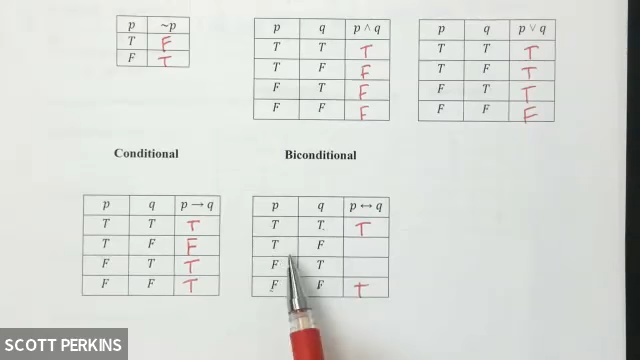 p ~p
T F
F T
p q p ∧ q
T T T
T F F
F T F
F F F
p q p ∨ q
T T T
T F T
F T T
F F F
Conditional
p q p → q
T T T
T F F
F T T
F F T
Biconditional
p q p ↔ q
T T T
T F
F T
F F T
SCOTT PERKINS